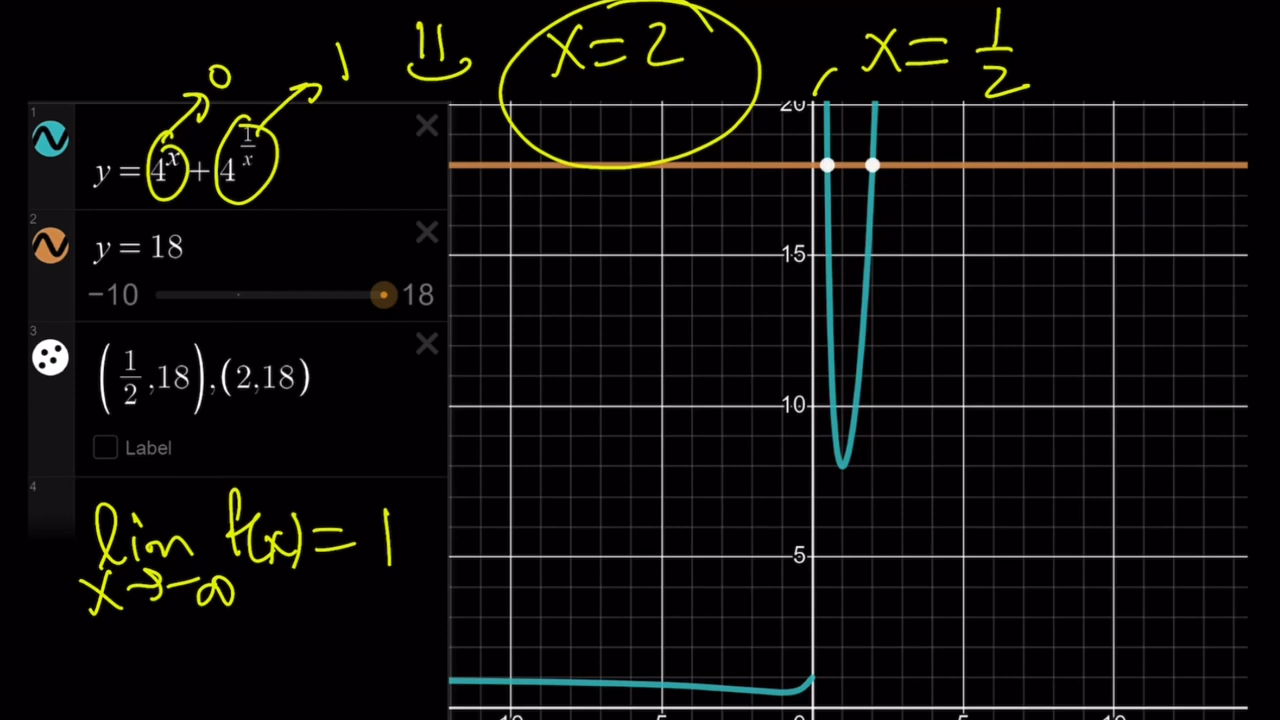 0
1
x = 2
x = 1/2
1
y = 4^x + 4^{1/x}
2
y = 18
−10
18
3
(1/2, 18), (2,18)
Label
4
lim f(x) = 1
x → −∞
20
15
10
5
-10
-5
0
5
10